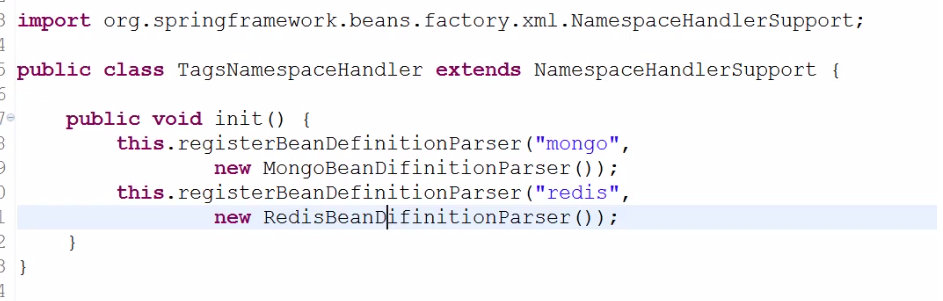 3 import org.springframework.beans.factory.xml.NamespaceHandlerSupport;
4
5 public class TagsNamespaceHandler extends NamespaceHandlerSupport {
6
7 public void init() {
8 this.registerBeanDefinitionParser("mongo",
9 new MongoBeanDifinitionParser());
0 this.registerBeanDefinitionParser("redis",
1 new RedisBeanDifinitionParser());
2 }
3 }
4